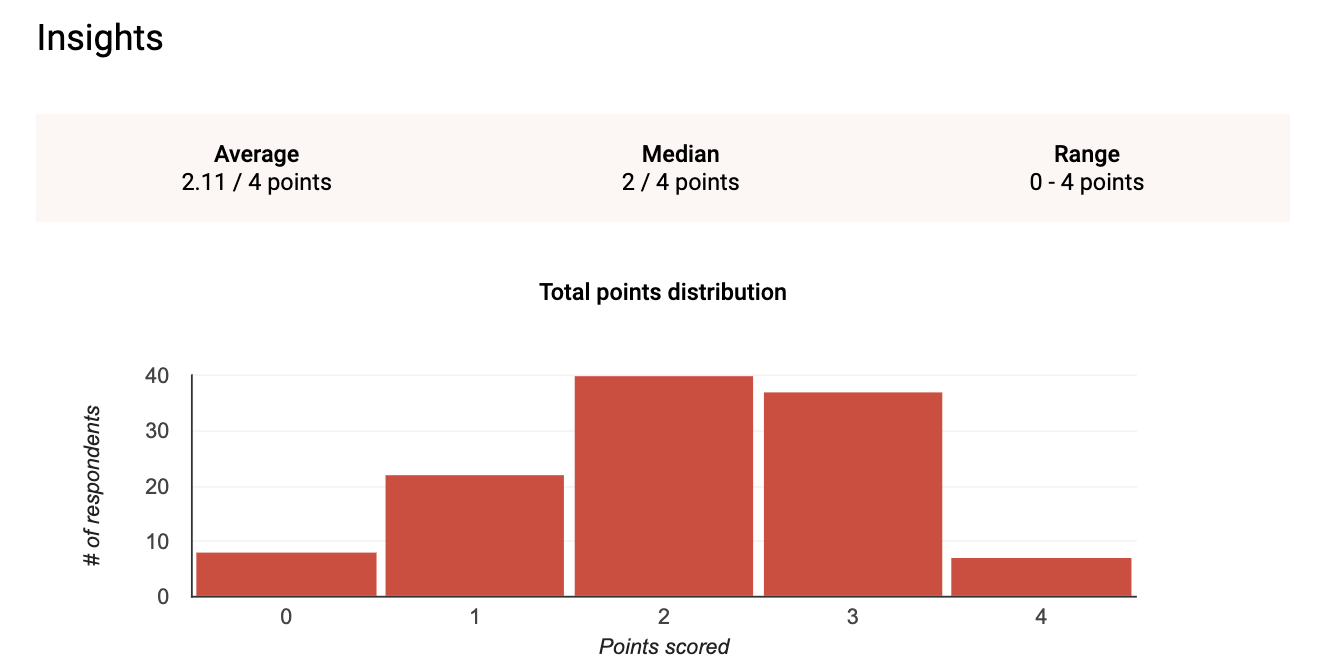 Insights
Average Median Range
2.11 / 4 points 2 / 4 points 0 - 4 points
Total points distribution
# of respondents
40
30
20
10
0
0 1 2 3 4
Points scored